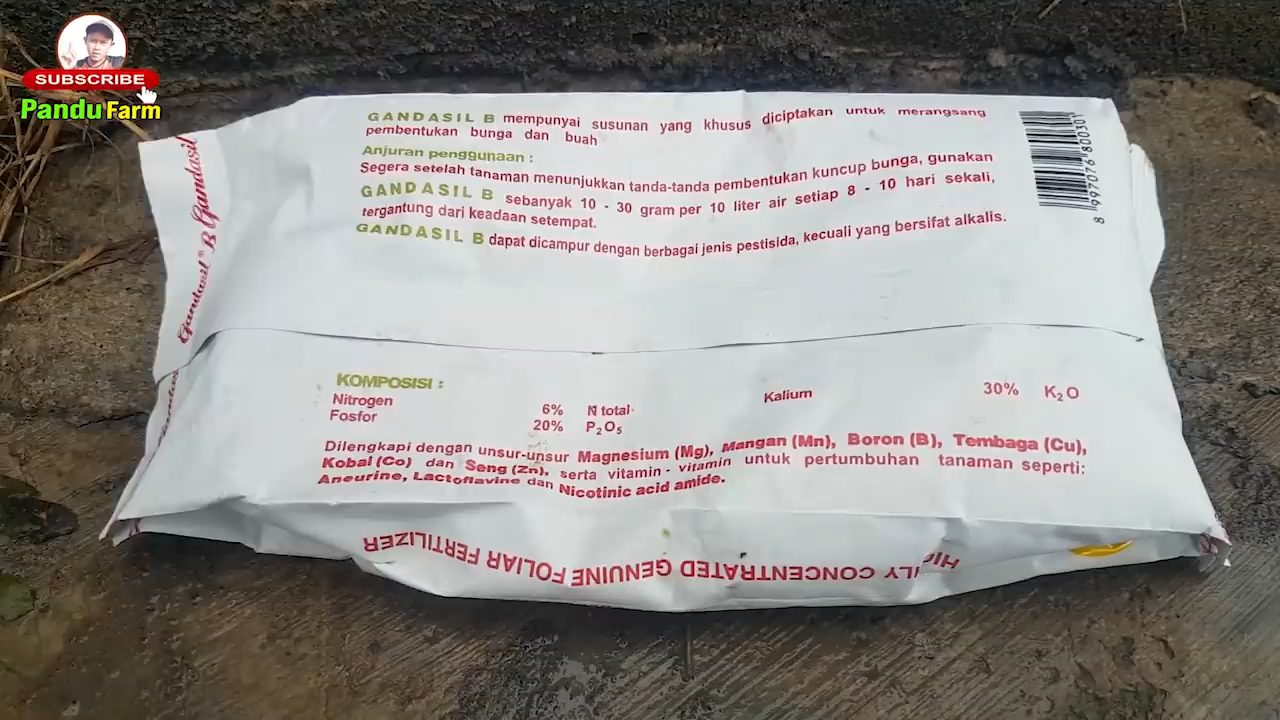 SUBSCRIBE
Pandu Farm
Gandasil® B Gandasil
GANDASIL B mempunyai susunan yang khusus diciptakan untuk merangsang
pembentukan bunga dan buah
Anjuran penggunaan :
Segera setelah tanaman menunjukkan tanda-tanda pembentukan kuncup bunga, gunakan
GANDASIL B sebanyak 10 - 30 gram per 10 liter air setiap 8 - 10 hari sekali,
tergantung dari keadaan setempat.
GANDASIL B dapat dicampur dengan berbagai jenis pestisida, kecuali yang bersifat alkalis.
8 997076 800301
KOMPOSISI :
Nitrogen 6% N total Kalium 30% K₂O
Fosfor 20% P₂O₅
Dilengkapi dengan unsur-unsur Magnesium (Mg), Mangan (Mn), Boron (B), Tembaga (Cu),
Kobal (Co) dan Seng (Zn), serta vitamin - vitamin untuk pertumbuhan tanaman seperti:
Aneurine, Lactoflavine dan Nicotinic acid amide.
CONCENTRATED GENUINE FOLIAR FERTILIZER